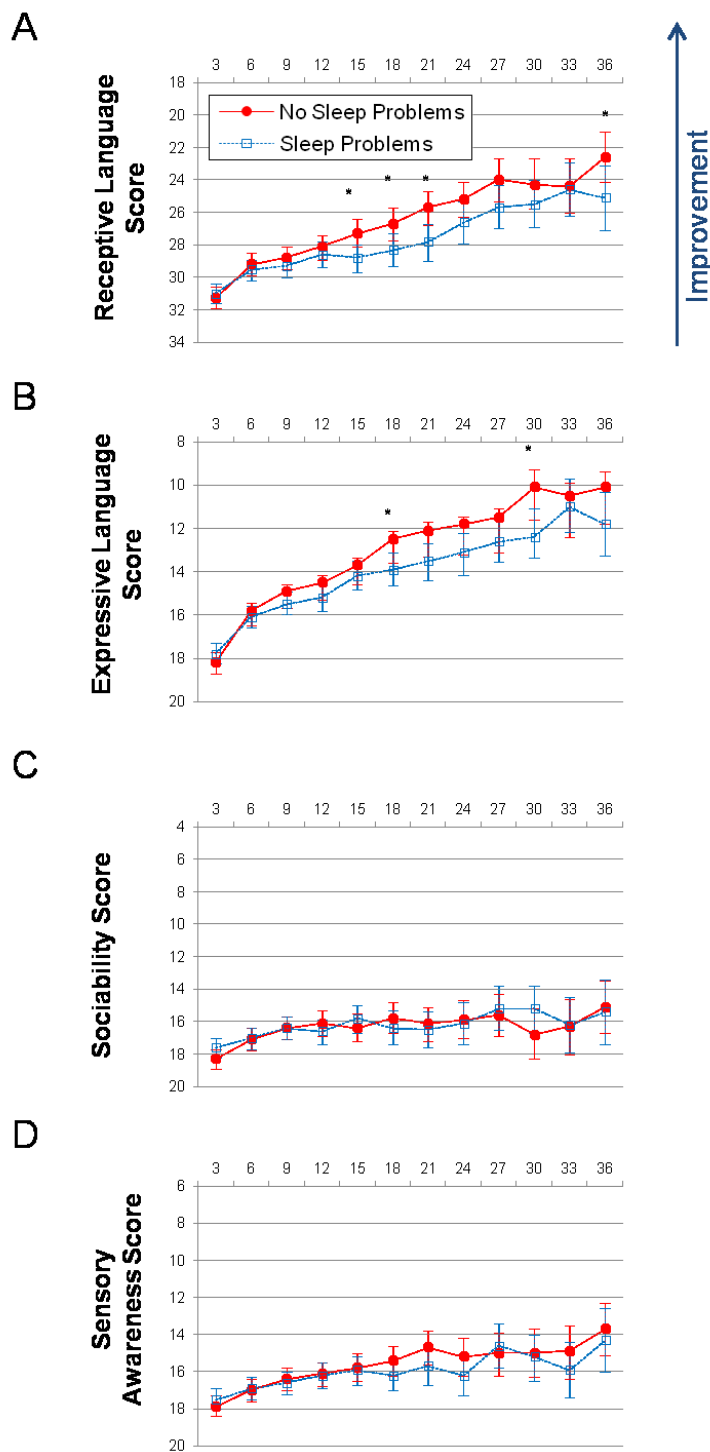 A
3 6 9 12 15 18 21 24 27 30 33 36
18
20
22
24
26
28
30
32
34
Receptive Language
Score
No Sleep Problems
Sleep Problems
*
*
*
*
Improvement
B
3 6 9 12 15 18 21 24 27 30 33 36
8
10
12
14
16
18
20
Expressive Language
Score
*
*
C
3 6 9 12 15 18 21 24 27 30 33 36
4
6
8
10
12
14
16
18
20
Sociability Score
D
3 6 9 12 15 18 21 24 27 30 33 36
6
8
10
12
14
16
18
20
Sensory
Awareness Score